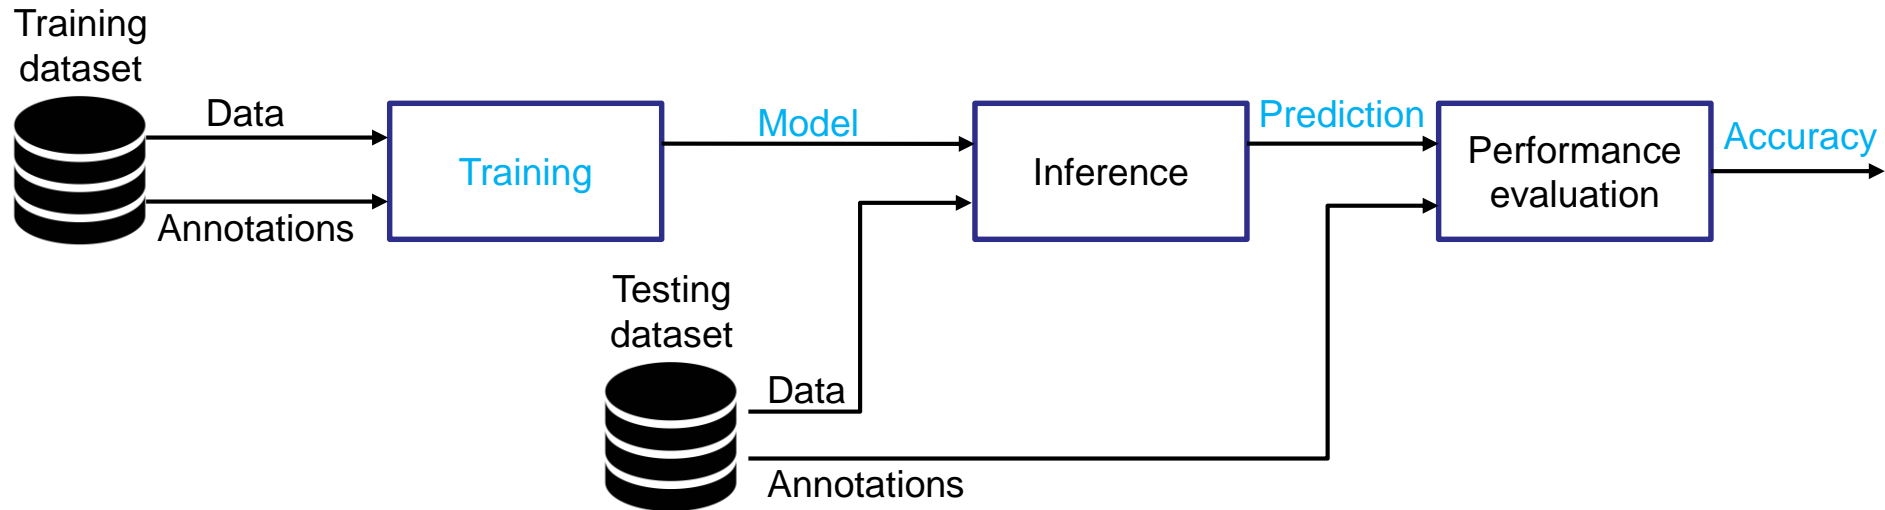 Training
dataset
Data
Annotations
Training
Model
Inference
Prediction
Performance
evaluation
Accuracy
Testing
dataset
Data
Annotations